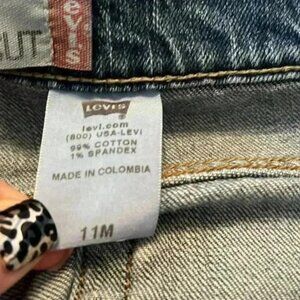 CUT
Levi's
LEVI'S
levi.com
(800) USA-LEVI
99% COTTON
1% SPANDEX
MADE IN COLOMBIA
11M